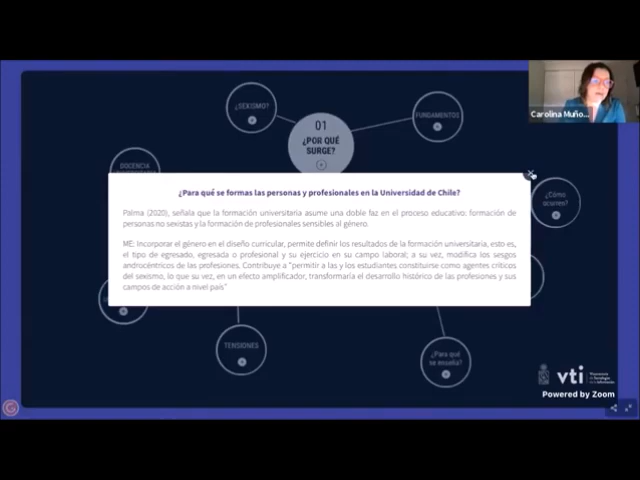 Carolina Muño...
¿SEXISMO?
01
¿POR QUÉ
SURGE?
FUNDAMENTOS
DOCENCIA
¿Para qué se formas las personas y profesionales en la Universidad de Chile?
Palma (2020), señala que la formación universitaria asume una doble faz en el proceso educativo: formación de
personas no sexistas y la formación de profesionales sensibles al género.
ME: Incorporar el género en el diseño curricular, permite definir los resultados de la formación universitaria, esto es,
el tipo de egresado, egresada o profesional y su ejercicio en su campo laboral; a su vez, modifica los sesgos
androcéntricos de las profesiones. Contribuye a "permitir a las y los estudiantes constituirse como agentes críticos
del sexismo, lo que su vez, en un efecto amplificador, transformaría el desarrollo histórico de las profesiones y sus
campos de acción a nivel país"
¿Cómo
ocurren?
TENSIONES
¿Para qué
se enseña?
vti
Powered by Zoom